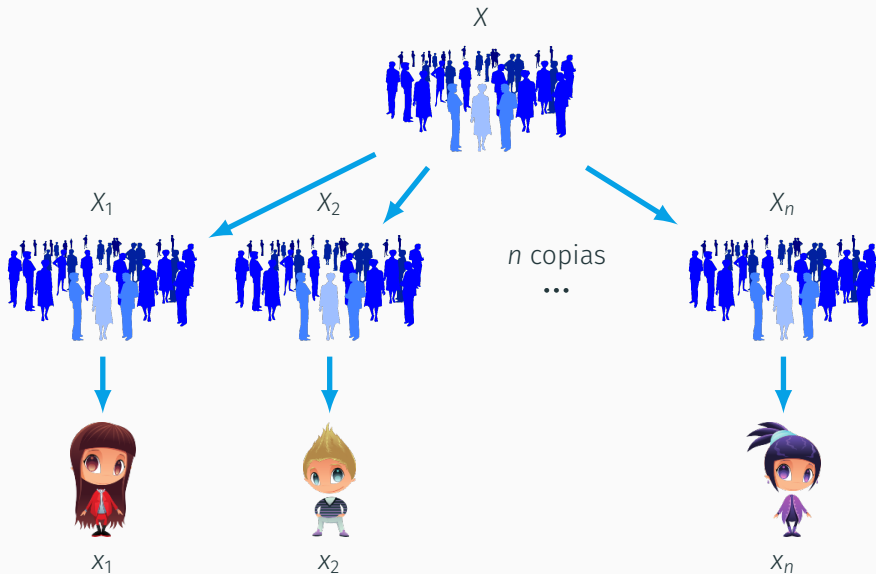 X
X₁ X₂ Xₙ
n copias
...
x₁ x₂ xₙ